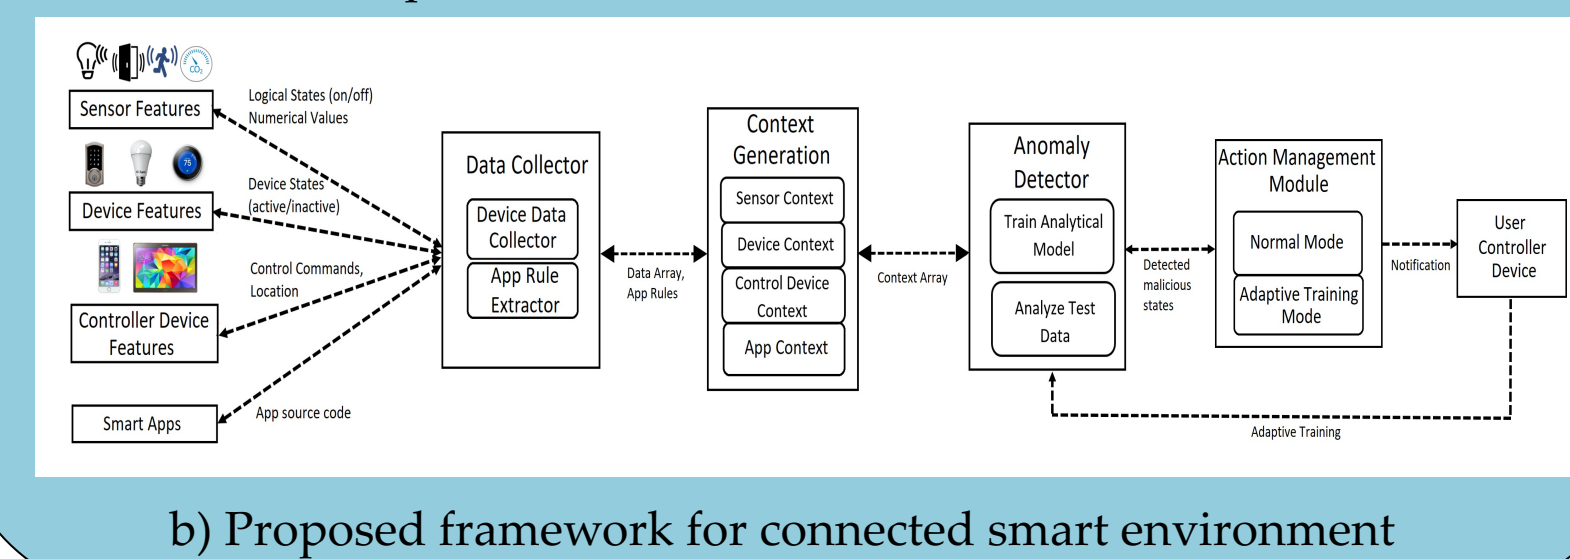 CO₂
Sensor Features
Logical States (on/off)
Numerical Values
75
Device Features
Device States
(active/inactive)
Controller Device
Features
Control Commands,
Location
Smart Apps
App source code
Data Collector
Device Data
Collector
App Rule
Extractor
Data Array,
App Rules
Context
Generation
Sensor Context
Device Context
Control Device
Context
App Context
Context Array
Anomaly
Detector
Train Analytical
Model
Analyze Test
Data
Detected
malicious
states
Action Management
Module
Normal Mode
Adaptive Training
Mode
Notification
User
Controller
Device
Adaptive Training
b) Proposed framework for connected smart environment